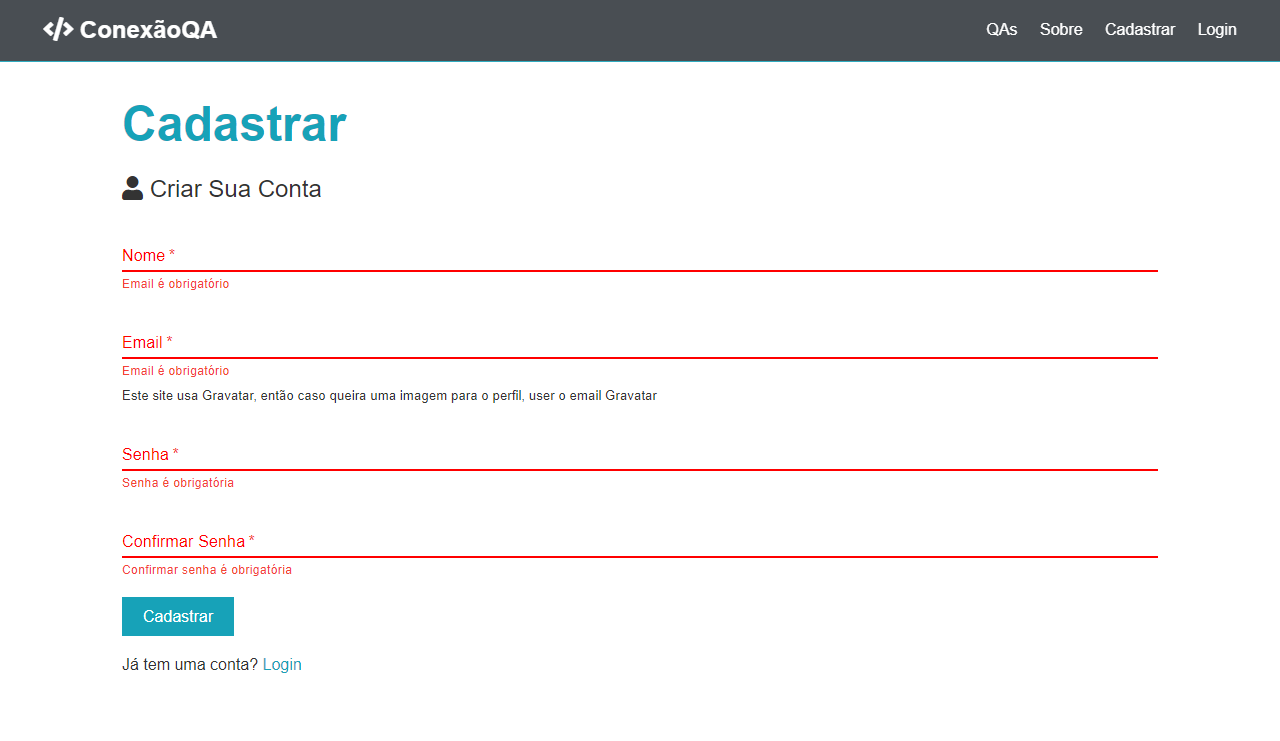 ConexãoQA
QAs Sobre Cadastrar Login
Cadastrar
Criar Sua Conta
Nome *
Email é obrigatório
Email *
Email é obrigatório
Este site usa Gravatar, então caso queira uma imagem para o perfil, user o email Gravatar
Senha *
Senha é obrigatória
Confirmar Senha *
Confirmar senha é obrigatória
Cadastrar
Já tem uma conta? Login